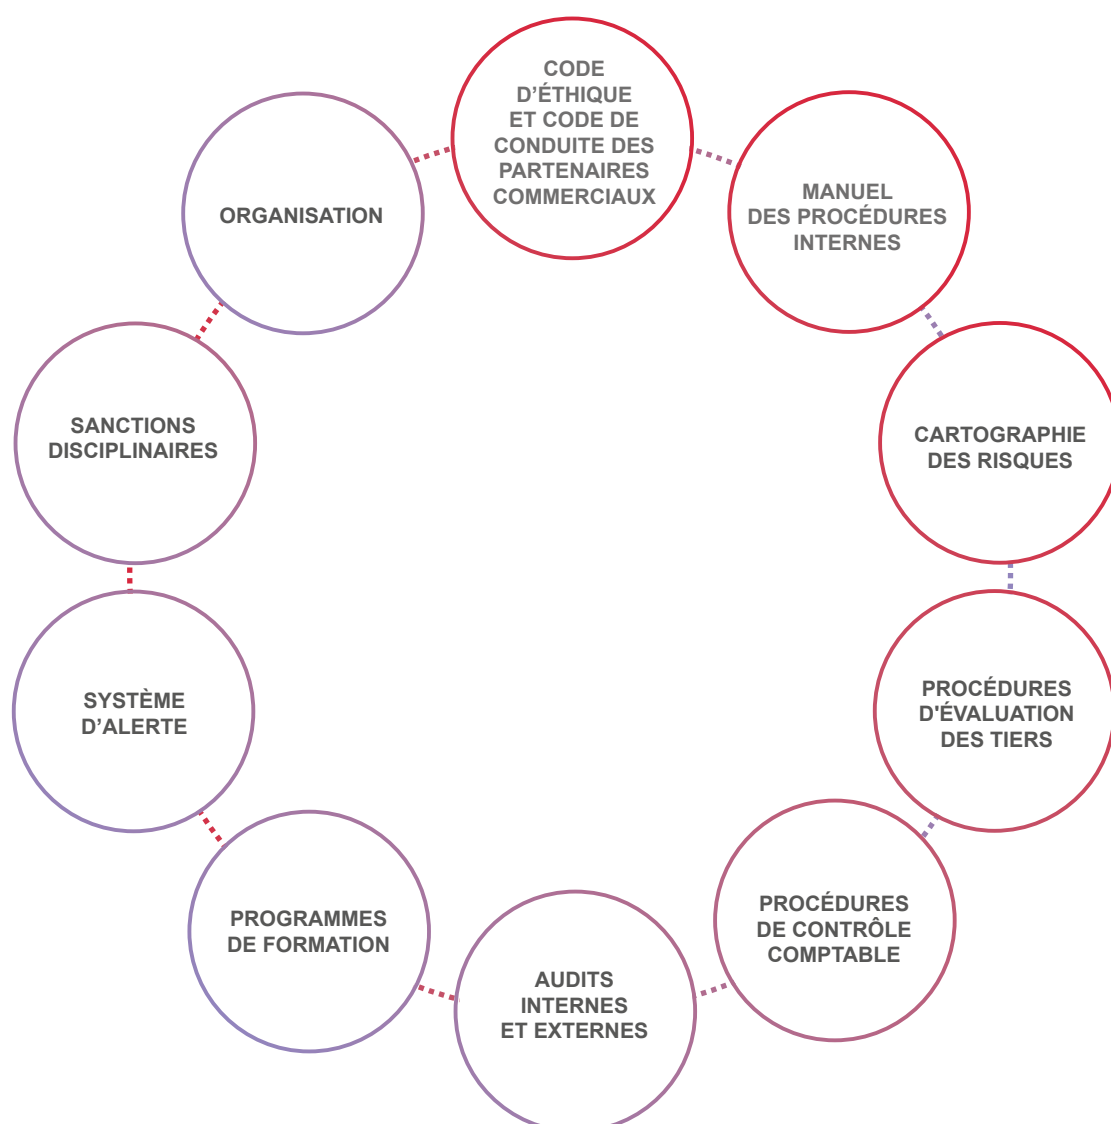 CODE
D’ÉTHIQUE
ET CODE DE
CONDUITE DES
PARTENAIRES
COMMERCIAUX
MANUEL
DES PROCÉDURES
INTERNES
CARTOGRAPHIE
DES RISQUES
PROCÉDURES
D'ÉVALUATION
DES TIERS
PROCÉDURES
DE CONTRÔLE
COMPTABLE
AUDITS
INTERNES
ET EXTERNES
PROGRAMMES
DE FORMATION
SYSTÈME
D’ALERTE
SANCTIONS
DISCIPLINAIRES
ORGANISATION